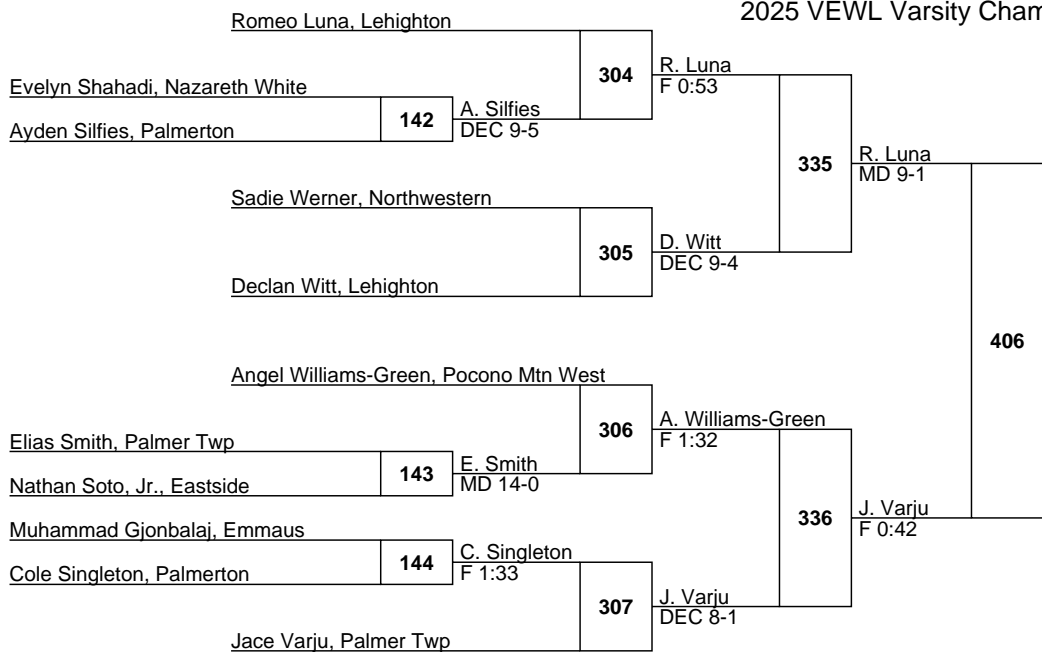 2025 VEWL Varsity Cham
Romeo Luna, Lehighton
304
R. Luna
F 0:53
Evelyn Shahadi, Nazareth White
142
A. Silfies
DEC 9-5
Ayden Silfies, Palmerton
335
R. Luna
MD 9-1
Sadie Werner, Northwestern
305
D. Witt
DEC 9-4
Declan Witt, Lehighton
406
Angel Williams-Green, Pocono Mtn West
306
A. Williams-Green
F 1:32
Elias Smith, Palmer Twp
143
E. Smith
MD 14-0
Nathan Soto, Jr., Eastside
336
J. Varju
F 0:42
Muhammad Gjonbalaj, Emmaus
144
C. Singleton
F 1:33
Cole Singleton, Palmerton
307
J. Varju
DEC 8-1
Jace Varju, Palmer Twp